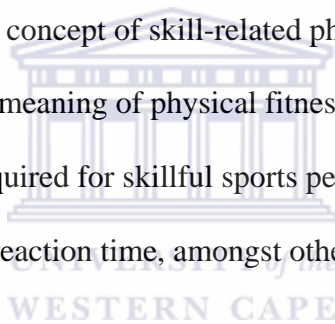 concept of skill-related ph
meaning of physical fitnes
quired for skillful sports pe
reaction time, amongst othe
UNIVERSITY of the
WESTERN CAPE